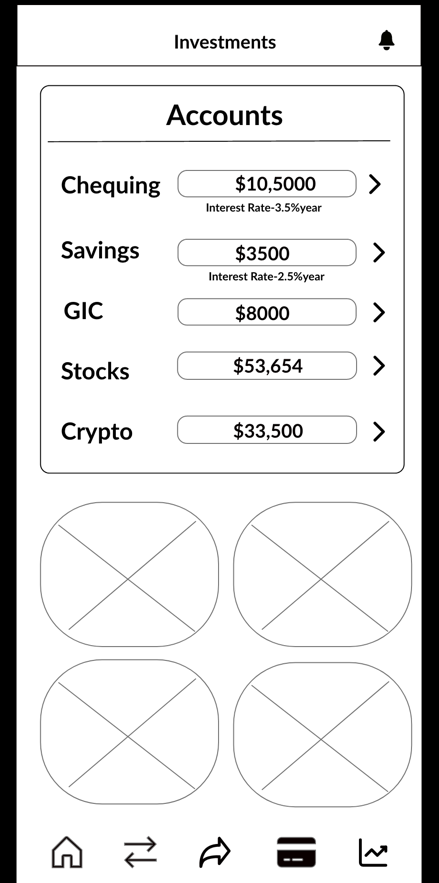 Investments
Accounts
Chequing $10,5000
Interest Rate-3.5%year
Savings $3500
Interest Rate-2.5%year
GIC $8000
Stocks $53,654
Crypto $33,500